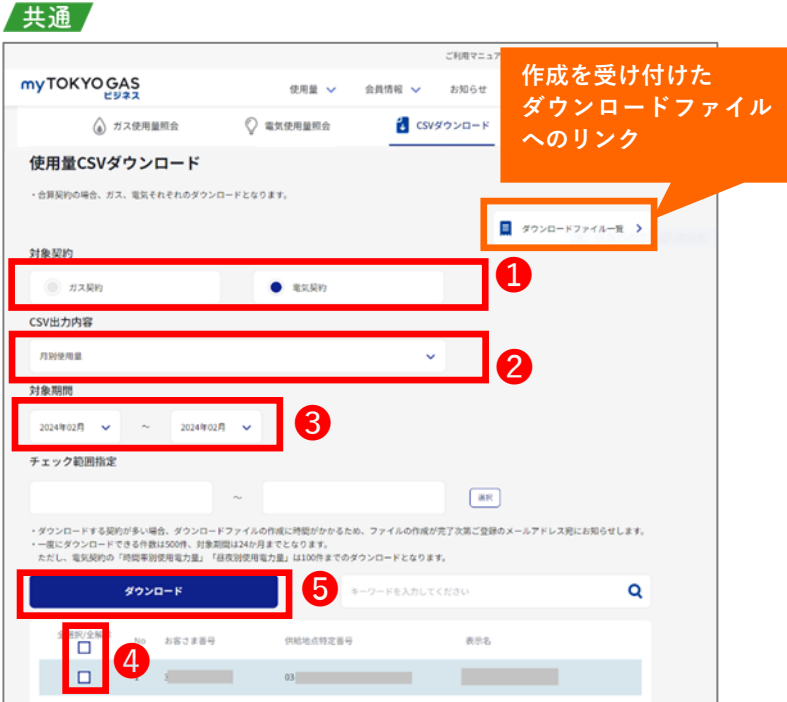 共通
ご利用マニュア
作成を受け付けた
ダウンロードファイル
へのリンク
myTOKYO GAS
ビジネス
使用量
会員情報
お知らせ
ガス使用量照会
電気使用量照会
CSVダウンロード
使用量CSVダウンロード
・合算契約の場合、ガス、電気それぞれのダウンロードとなります。
ダウンロードファイル一覧
対象契約
ガス契約
電気契約
1
CSV出力内容
月別使用量
2
対象期間
2024年02月 ～ 2024年02月
3
チェック範囲指定
～
選択
・ダウンロードする契約が多い場合、ダウンロードファイルの作成に時間がかかるため、ファイルの作成が完了次第ご登録のメールアドレス宛にお知らせします。
・一度にダウンロードできる件数は500件、対象期間は24か月までとなります。
ただし、電気契約の「時間帯別使用電力量」「昼夜別使用電力量」は100件までのダウンロードとなります。
ダウンロード
5
キーワードを入力してください
No
お客さま番号
供給地点特定番号
表示名
4
03